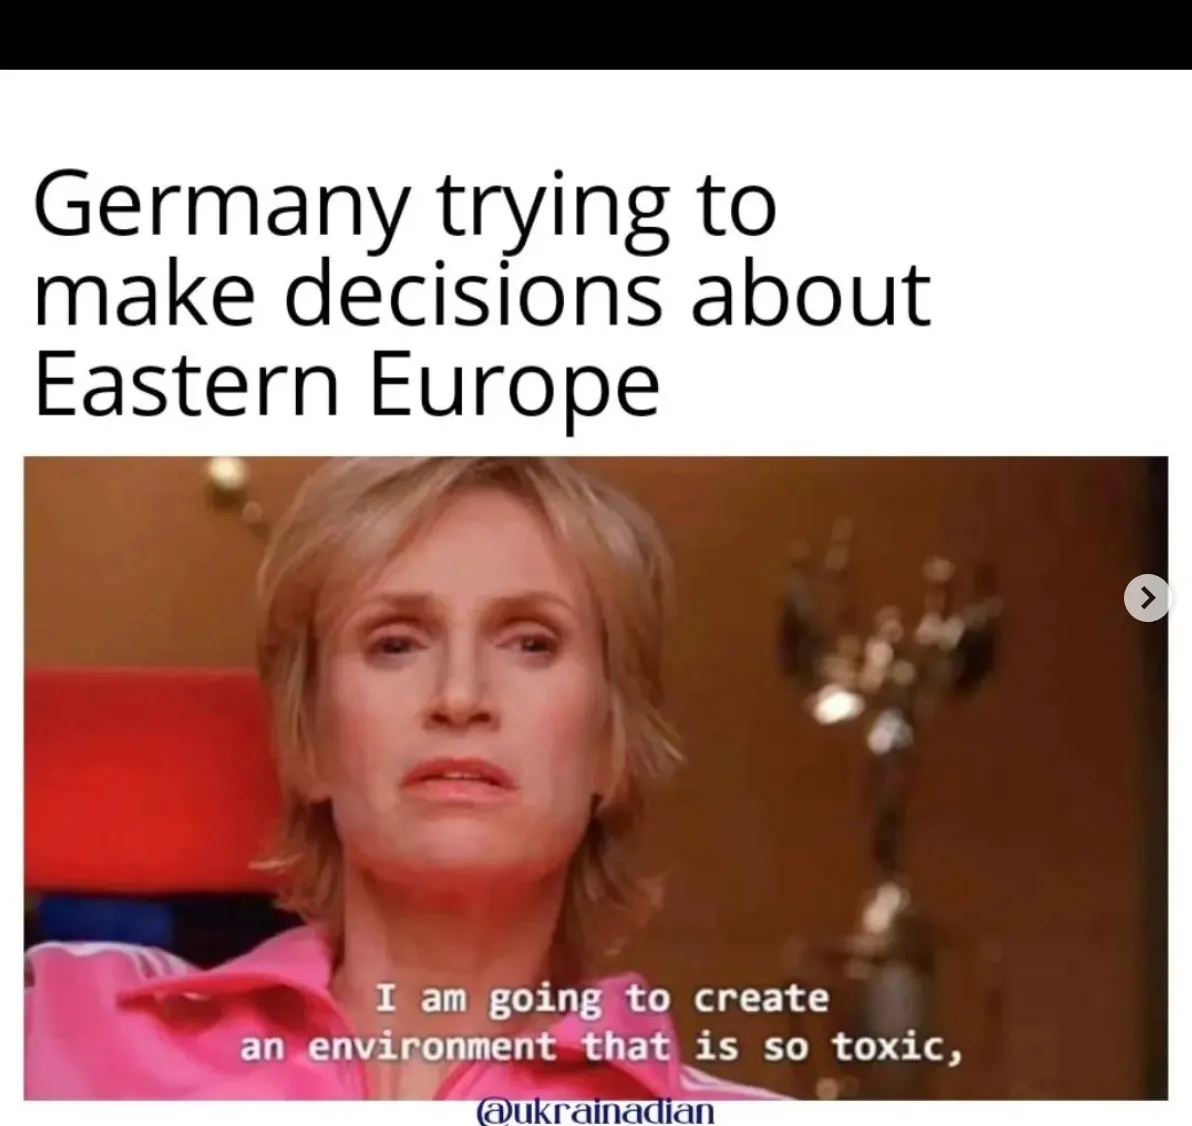 Germany trying to
make decisions about
Eastern Europe
I am going to create
an environment that is so toxic,
@ukrainadian